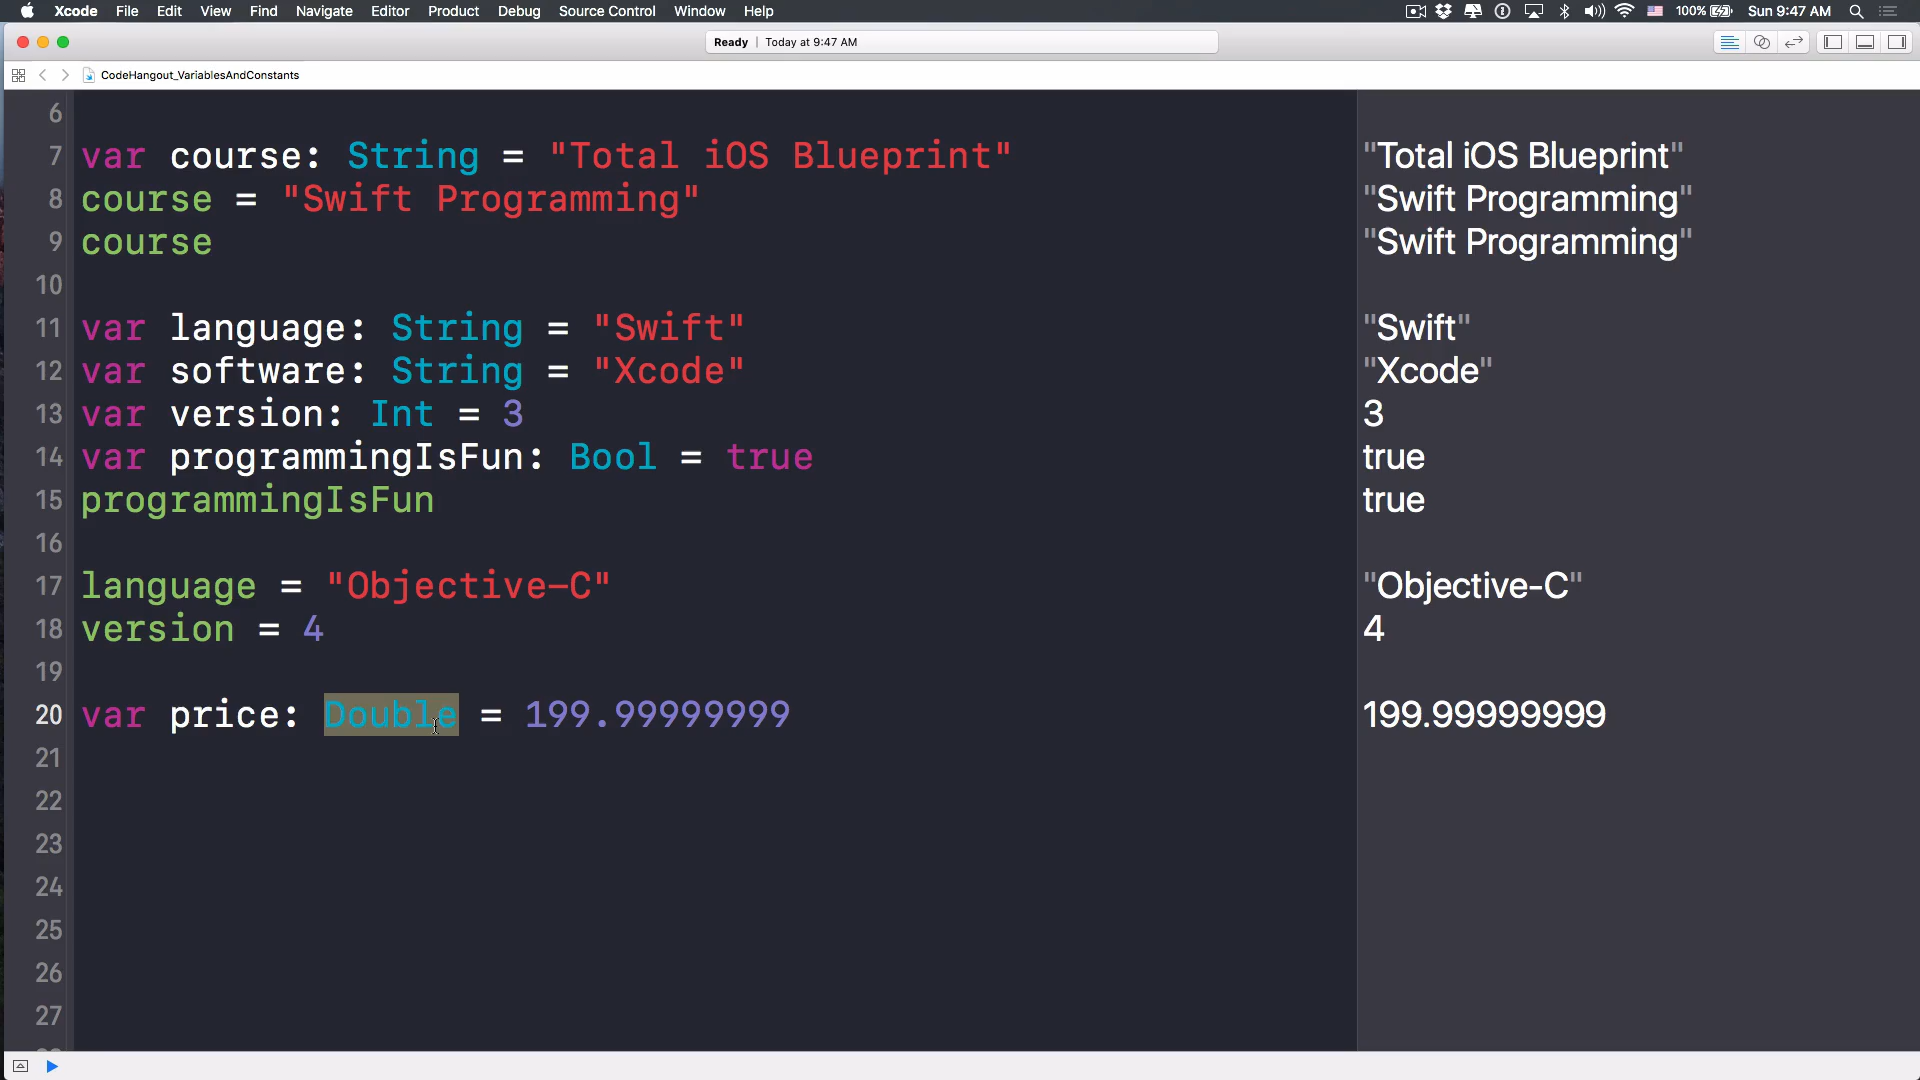 Xcode File Edit View Find Navigate Editor Product Debug Source Control Window Help 100% Sun 9:47 AM
Ready | Today at 9:47 AM
CodeHangout_VariablesAndConstants
6
7 var course: String = "Total iOS Blueprint" "Total iOS Blueprint"
8 course = "Swift Programming" "Swift Programming"
9 course "Swift Programming"
10
11 var language: String = "Swift" "Swift"
12 var software: String = "Xcode" "Xcode"
13 var version: Int = 3 3
14 var programmingIsFun: Bool = true true
15 programmingIsFun true
16
17 language = "Objective-C" "Objective-C"
18 version = 4 4
19
20 var price: Double = 199.99999999 199.99999999
21
22
23
24
25
26
27